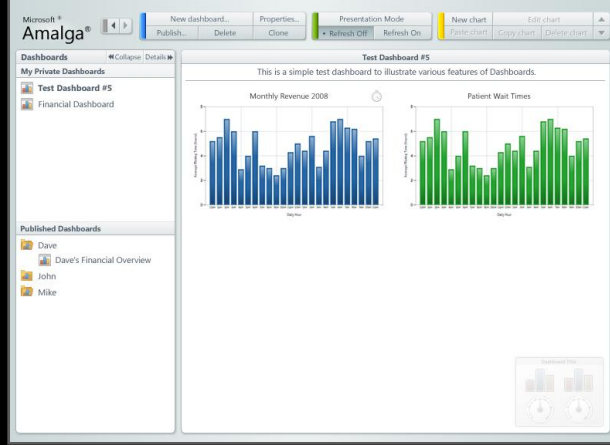 Microsoft®
Amalga®
New dashboard... Properties... Presentation Mode New chart Edit chart
Publish... Delete Clone • Refresh Off Refresh On Paste chart Copy chart Delete chart
Dashboards Collapse Details
Test Dashboard #5
My Private Dashboards
This is a simple test dashboard to illustrate various features of Dashboards.
Test Dashboard #5
Financial Dashboard
Monthly Revenue 2008
Patient Wait Times
Published Dashboards
Dave
Dave's Financial Overview
John
Mike
Dashboard Title